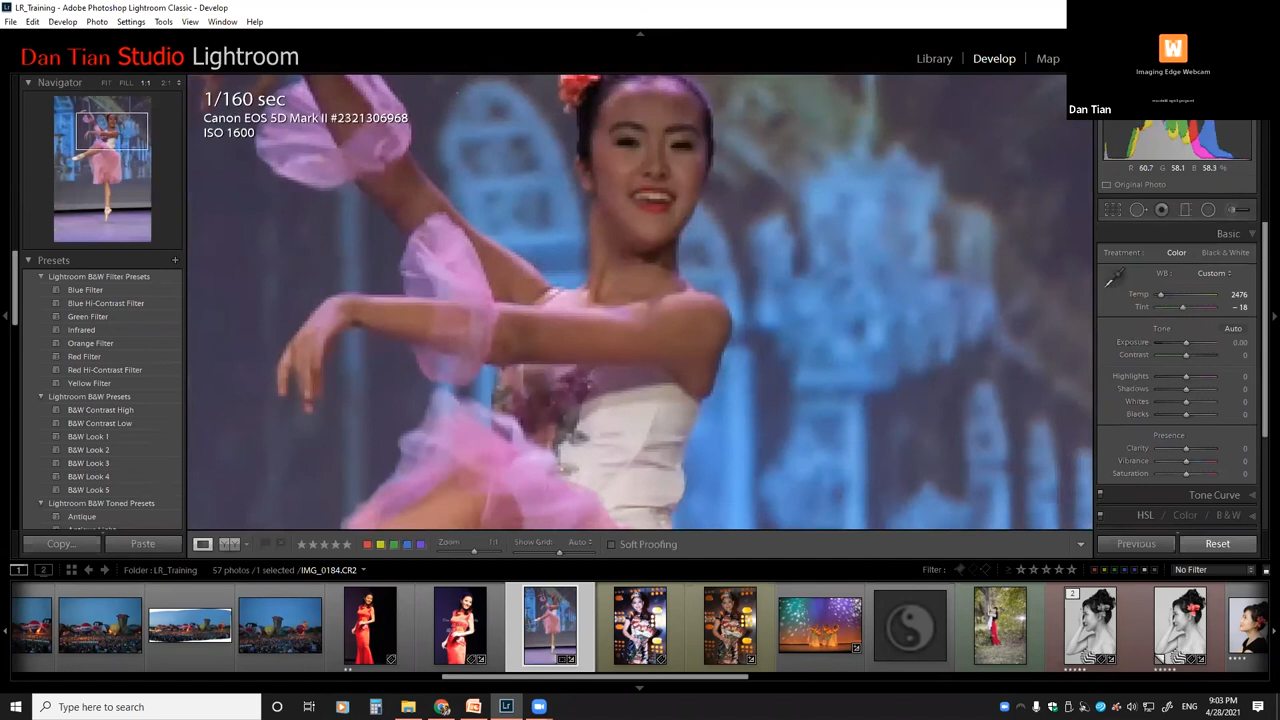 LR_Training - Adobe Photoshop Lightroom Classic - Develop
File Edit Develop Photo Settings Tools View Window Help
Dan Tian Studio Lightroom
Library Develop Map
Imaging Edge Webcam
Dan Tian
Navigator FIT FILL 1:1 2:1
1/160 sec
Canon EOS 5D Mark II #2321306968
ISO 1600
R 60.7 G 58.1 B 58.3 %
Original Photo
Basic
Treatment : Color Black & White
WB : Custom
Temp 2476
Tint – 18
Tone Auto
Exposure 0.00
Contrast 0
Highlights 0
Shadows 0
Whites 0
Blacks 0
Presence
Clarity 0
Vibrance 0
Saturation 0
Tone Curve
HSL / Color / B & W
Previous Reset
Presets +
Lightroom B&W Filter Presets
Blue Filter
Blue Hi-Contrast Filter
Green Filter
Infrared
Orange Filter
Red Filter
Red Hi-Contrast Filter
Yellow Filter
Lightroom B&W Presets
B&W Contrast High
B&W Contrast Low
B&W Look 1
B&W Look 2
B&W Look 3
B&W Look 4
B&W Look 5
Lightroom B&W Toned Presets
Antique
Copy... Paste
Zoom Show Grid: Auto Soft Proofing
1 2 Folder : LR_Training 57 photos /1 selected /IMG_0184.CR2 Filter : No Filter
2
Type here to search
ENG
9:03 PM
4/28/2021